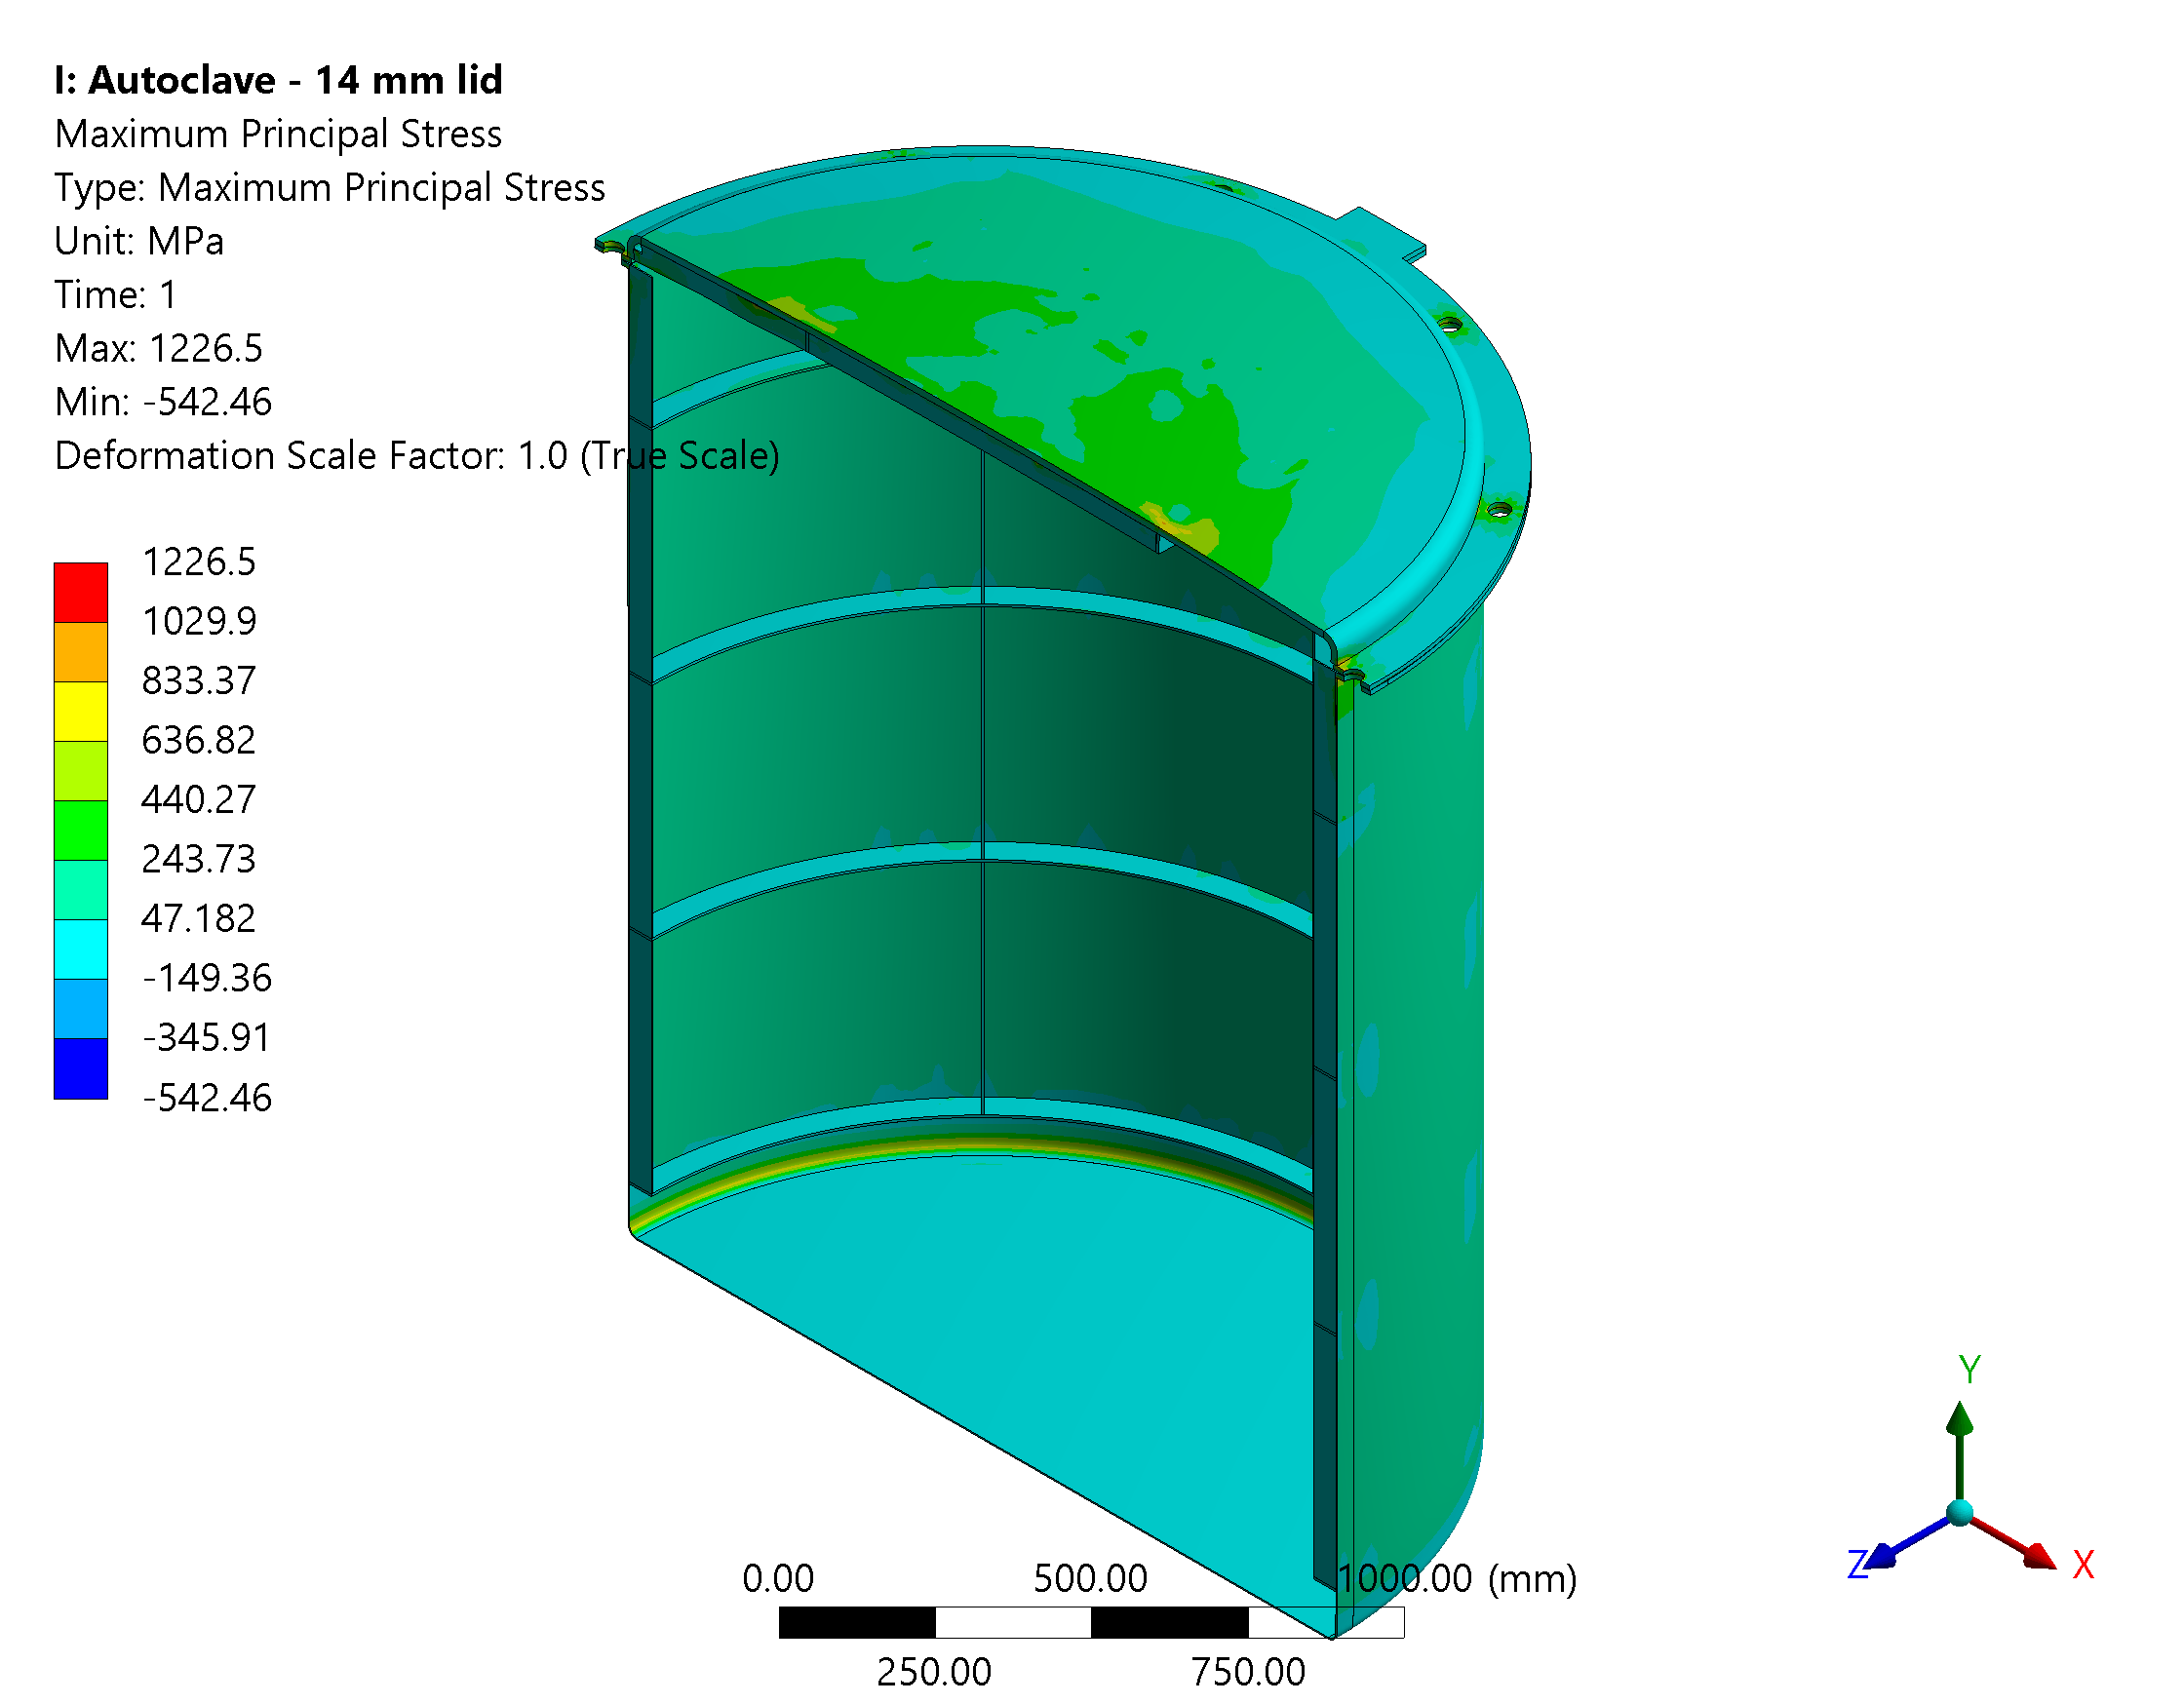 I: Autoclave - 14 mm lid
Maximum Principal Stress
Type: Maximum Principal Stress
Unit: MPa
Time: 1
Max: 1226.5
Min: -542.46
Deformation Scale Factor: 1.0 (True Scale)
1226.5
1029.9
833.37
636.82
440.27
243.73
47.182
-149.36
-345.91
-542.46
Y
Z
X
0.00 500.00 1000.00 (mm)
250.00 750.00